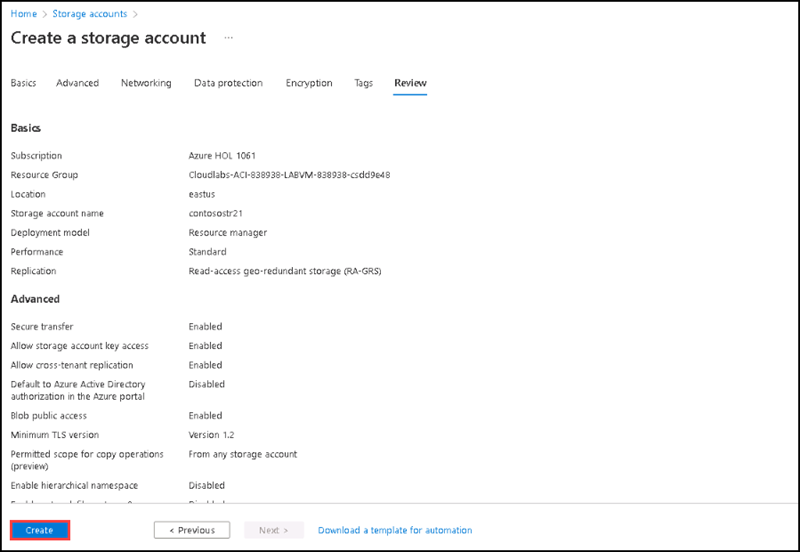 Home > Storage accounts >
Create a storage account ...
Basics Advanced Networking Data protection Encryption Tags Review
Basics
Subscription Azure HOL 1061
Resource Group Cloudlabs-ACI-838938-LABVM-838938-csdd9e48
Location eastus
Storage account name contosostr21
Deployment model Resource manager
Performance Standard
Replication Read-access geo-redundant storage (RA-GRS)
Advanced
Secure transfer Enabled
Allow storage account key access Enabled
Allow cross-tenant replication Enabled
Default to Azure Active Directory Disabled
authorization in the Azure portal
Blob public access Enabled
Minimum TLS version Version 1.2
Permitted scope for copy operations From any storage account
(preview)
Enable hierarchical namespace Disabled
Create < Previous Next > Download a template for automation